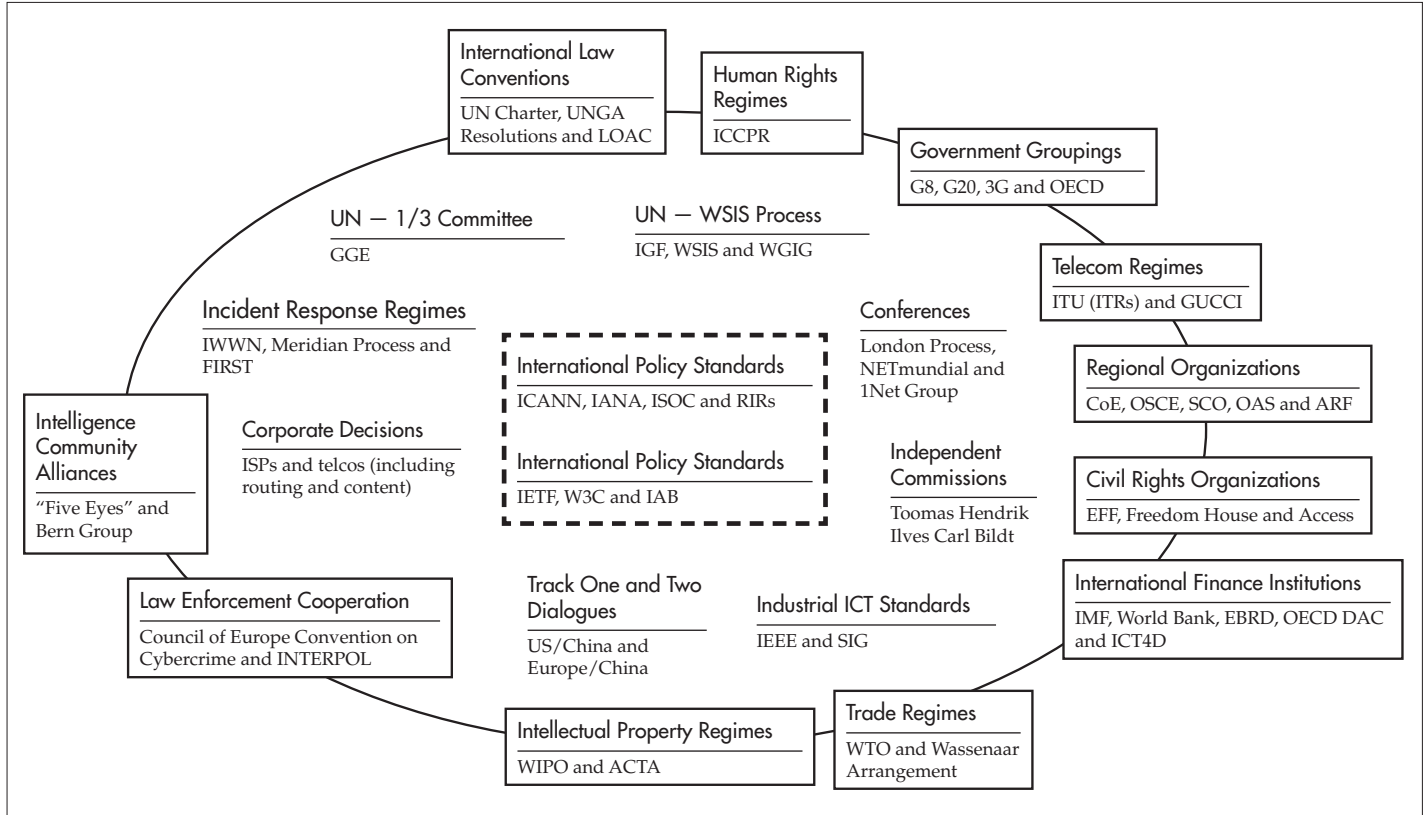 International Law
Conventions
UN Charter, UNGA
Resolutions and LOAC
Human Rights
Regimes
ICCPR
Government Groupings
G8, G20, 3G and OECD
UN — 1/3 Committee
GGE
UN — WSIS Process
IGF, WSIS and WGIG
Telecom Regimes
ITU (ITRs) and GUCCI
Incident Response Regimes
IWWN, Meridian Process and
FIRST
Conferences
London Process,
NETmundial and
1Net Group
International Policy Standards
ICANN, IANA, ISOC and RIRs
International Policy Standards
IETF, W3C and IAB
Regional Organizations
CoE, OSCE, SCO, OAS and ARF
Intelligence
Community
Alliances
"Five Eyes" and
Bern Group
Corporate Decisions
ISPs and telcos (including
routing and content)
Independent
Commissions
Toomas Hendrik
Ilves Carl Bildt
Civil Rights Organizations
EFF, Freedom House and Access
Law Enforcement Cooperation
Council of Europe Convention on
Cybercrime and INTERPOL
Track One and Two
Dialogues
US/China and
Europe/China
Industrial ICT Standards
IEEE and SIG
International Finance Institutions
IMF, World Bank, EBRD, OECD DAC
and ICT4D
Intellectual Property Regimes
WIPO and ACTA
Trade Regimes
WTO and Wassenaar
Arrangement